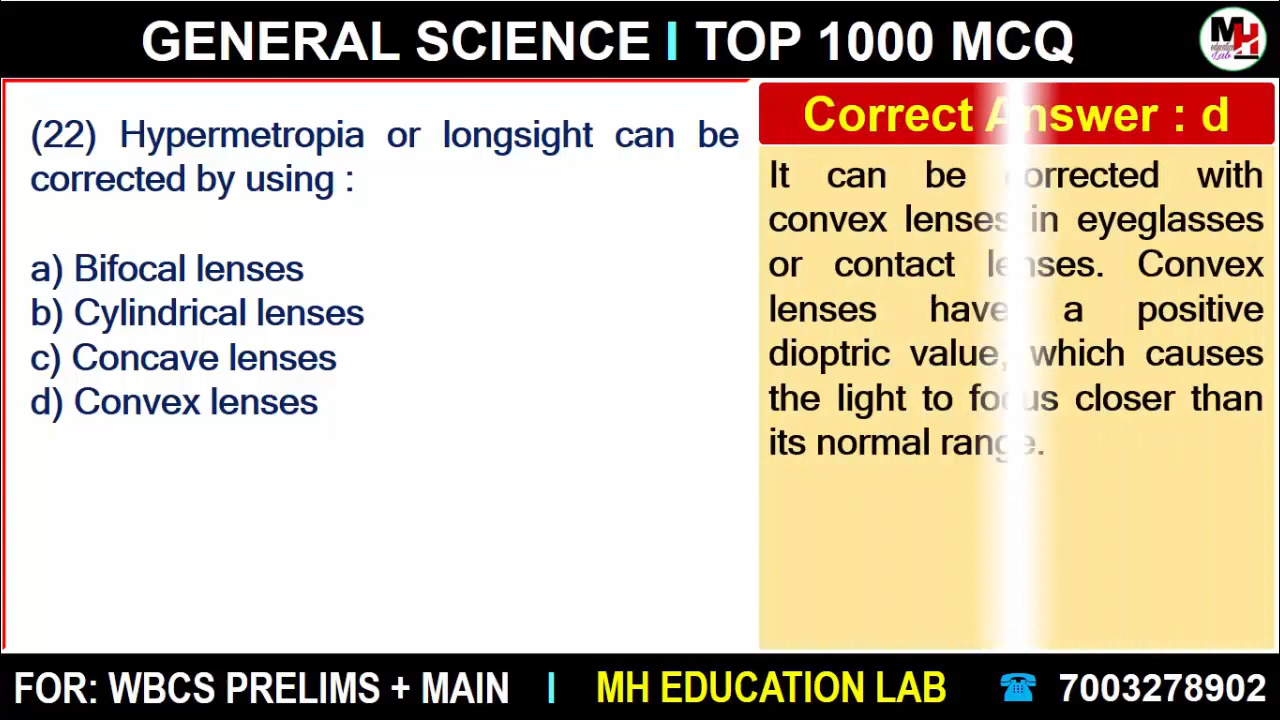 GENERAL SCIENCE I TOP 1000 MCQ
MH
education
Lab
(22) Hypermetropia or longsight can be
corrected by using :
a) Bifocal lenses
b) Cylindrical lenses
c) Concave lenses
d) Convex lenses
Correct Answer : d
It can be corrected with
convex lenses in eyeglasses
or contact lenses. Convex
lenses have a positive
dioptric value, which causes
the light to focus closer than
its normal range.
FOR: WBCS PRELIMS + MAIN I MH EDUCATION LAB ☎ 7003278902